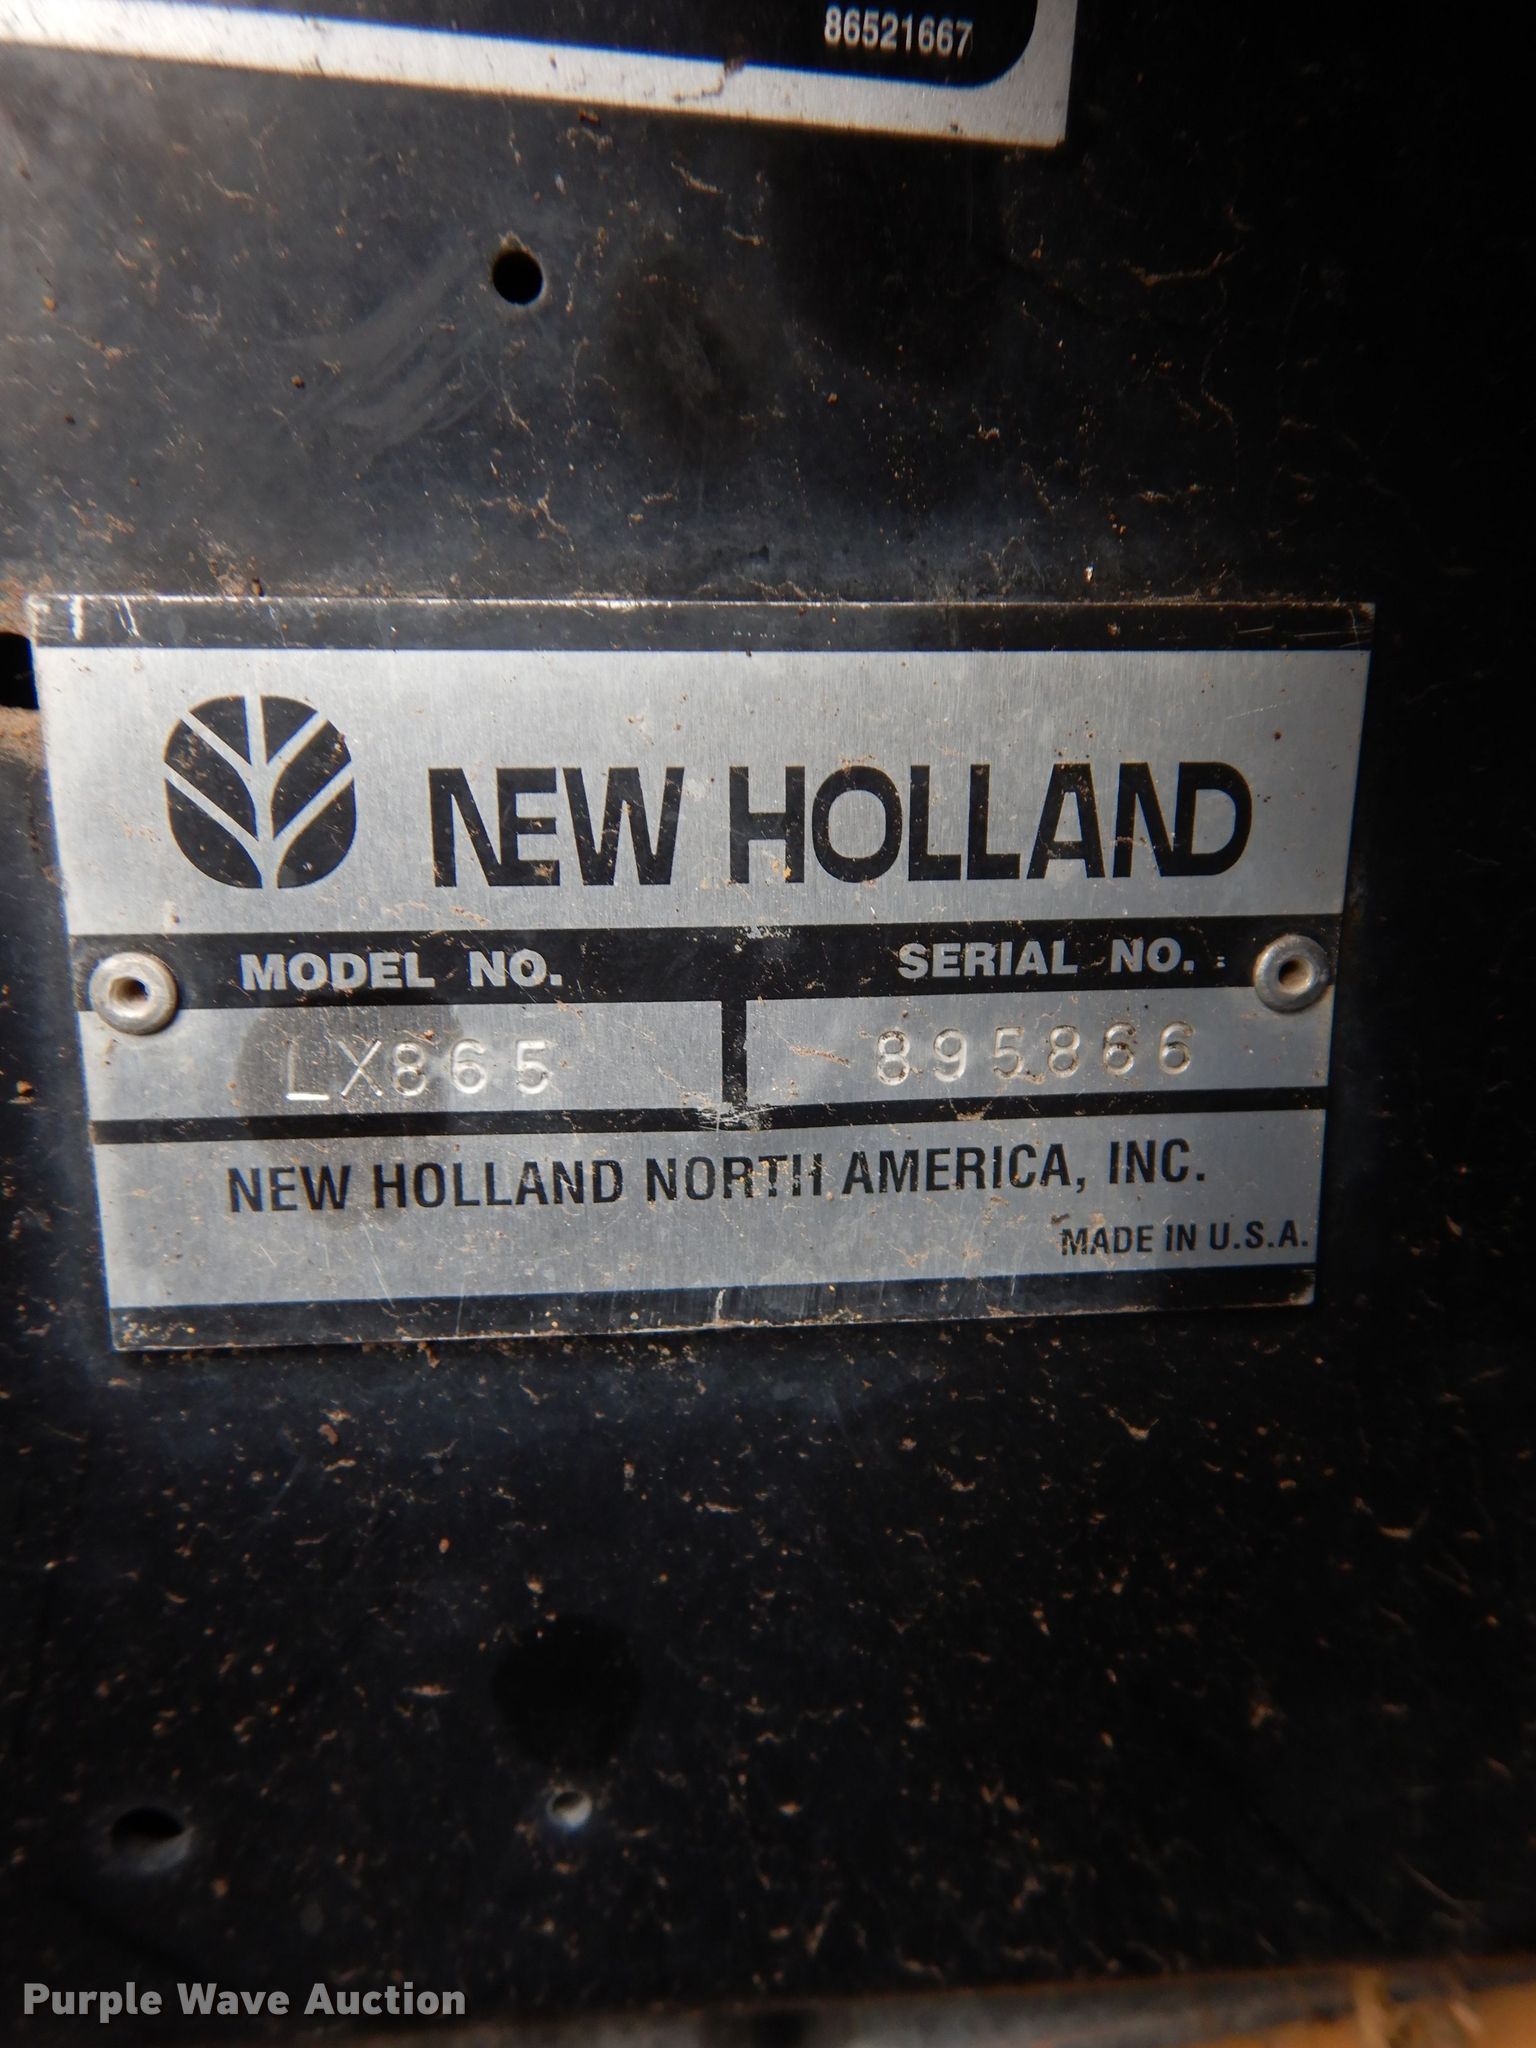 86521667
NEW HOLLAND
MODEL NO. SERIAL NO.
LX865 895866
NEW HOLLAND NORTH AMERICA, INC.
MADE IN U.S.A.
Purple Wave Auction